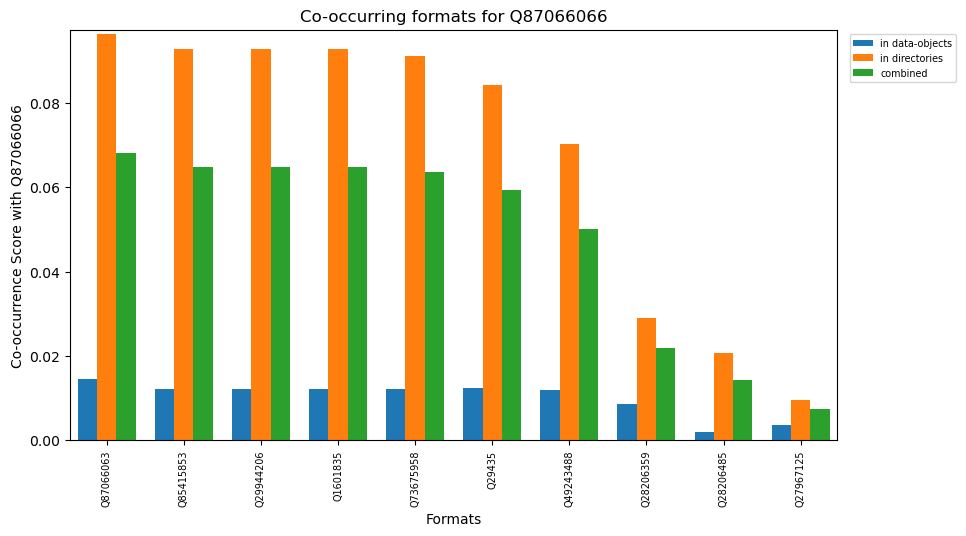 Co-occurring formats for Q87066066
in data-objects
in directories
combined
Co-occurrence Score with Q87066066
0.08
0.06
0.04
0.02
0.00
Q87066063
Q85415853
Q29944206
Q1601835
Q73675958
Q29435
Q49243488
Q28206359
Q28206485
Q27967125
Formats